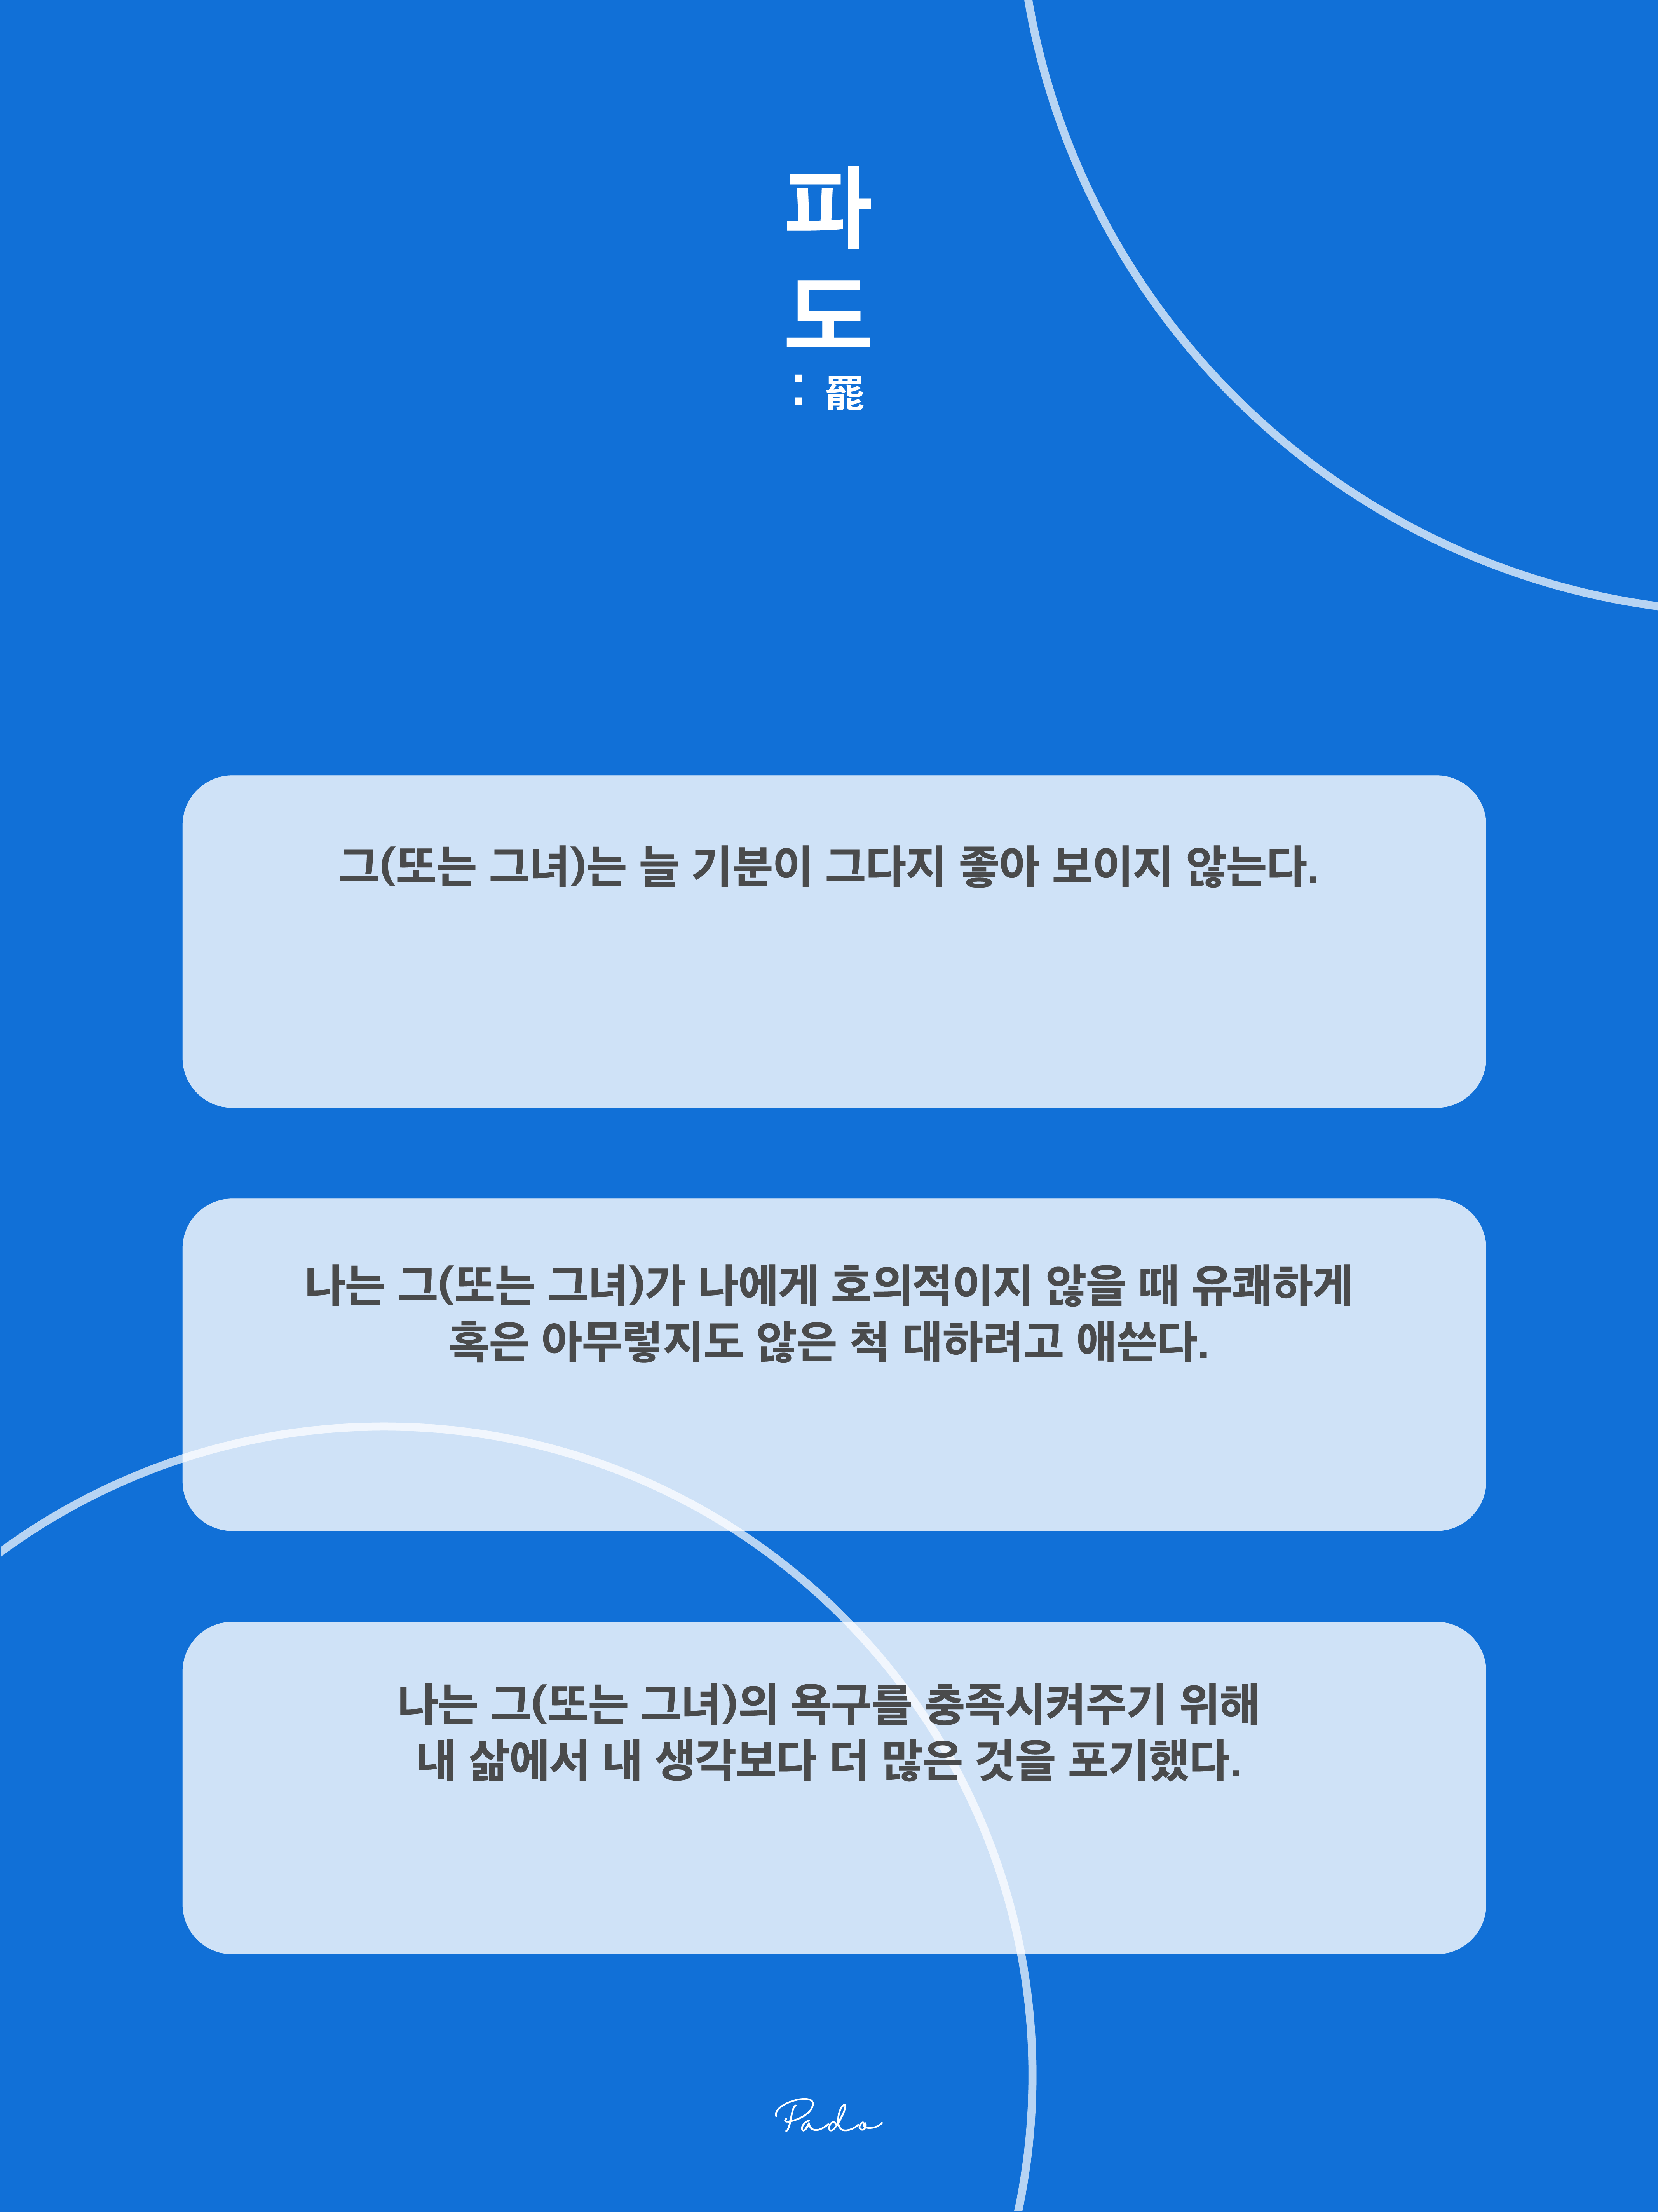 파
도
: 罷
그(또는 그녀)는 늘 기분이 그다지 좋아 보이지 않는다.
나는 그(또는 그녀)가 나에게 호의적이지 않을 때 유쾌하게
혹은 아무렇지도 않은 척 대하려고 애쓴다.
나는 그(또는 그녀)의 욕구를 충족시켜주기 위해
내 삶에서 내 생각보다 더 많은 것을 포기했다.
Pado